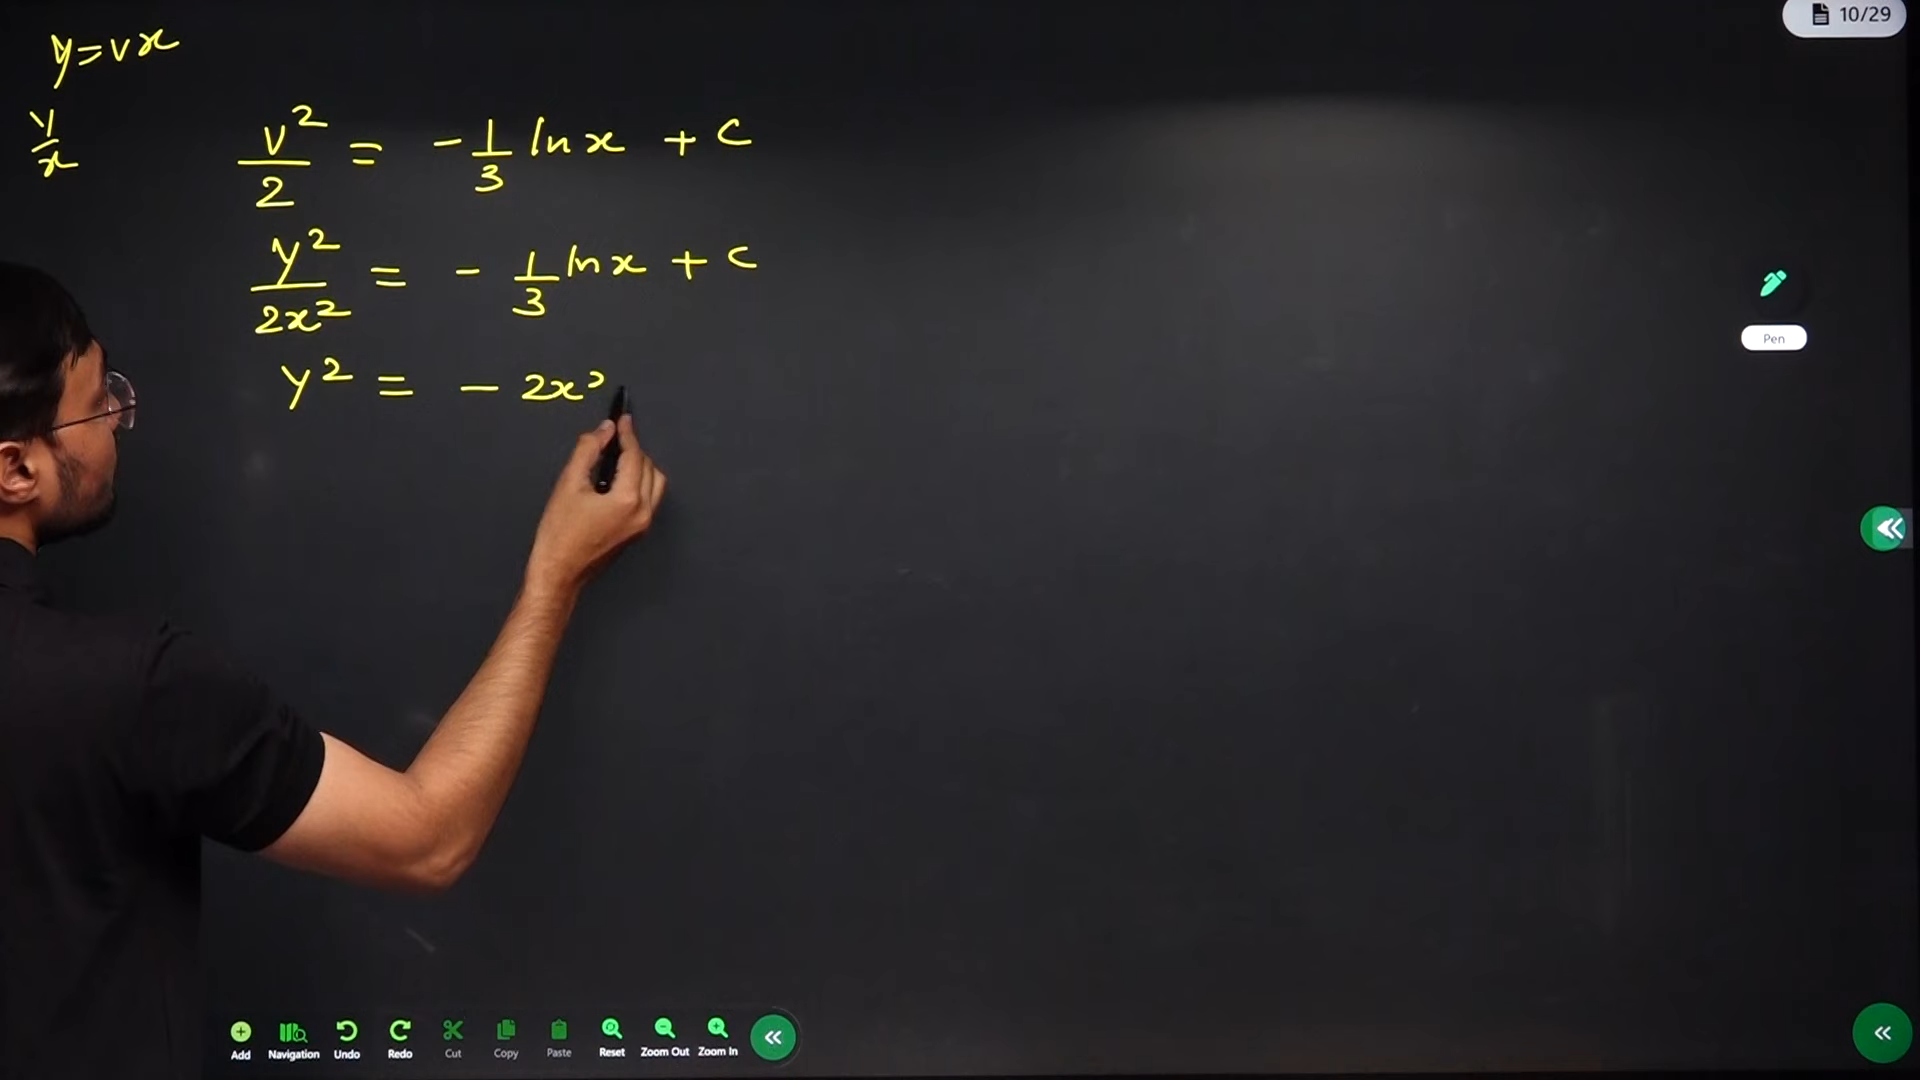 10/29
y=vx
y/x
v²/2 = -1/3 ln x + c
y²/2x² = - 1/3 ln x + c
y² = - 2x²
Pen
Add Navigation Undo Redo Cut Copy Paste Reset Zoom Out Zoom In